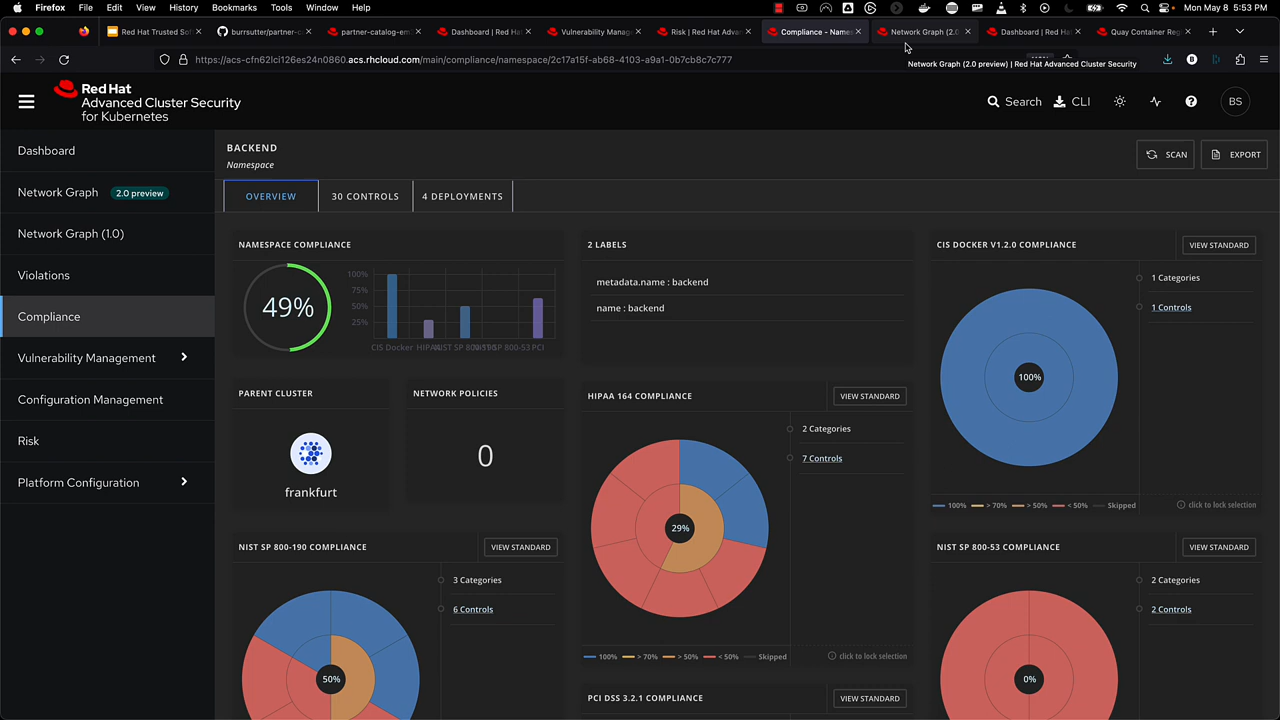 Firefox File Edit View History Bookmarks Tools Window Help Mon May 8 5:53 PM
Red Hat Trusted Sof
burrsutter/partner-c
partner-catalog-em
Dashboard | Red Hat
Vulnerability Manag
Risk | Red Hat Adva
Compliance - Names
Network Graph (2.0
Dashboard | Red Hat
Quay Container Reg
https://acs-cfn62lci126es24n0860.acs.rhcloud.com/main/compliance/namespace/2c17a15f-ab68-4103-a9a1-0b7cb8c7c777
Network Graph (2.0 preview) | Red Hat Advanced Cluster Security
Red Hat
Advanced Cluster Security
for Kubernetes
Search
CLI
BS
Dashboard
Network Graph 2.0 preview
Network Graph (1.0)
Violations
Compliance
Vulnerability Management
Configuration Management
Risk
Platform Configuration
BACKEND
Namespace
SCAN
EXPORT
OVERVIEW
30 CONTROLS
4 DEPLOYMENTS
NAMESPACE COMPLIANCE
49%
100%
75%
50%
25%
CIS Docker
PCI
2 LABELS
metadata.name : backend
name : backend
CIS DOCKER V1.2.0 COMPLIANCE
VIEW STANDARD
100%
1 Categories
1 Controls
100% > 70% > 50% < 50% Skipped
click to lock selection
PARENT CLUSTER
frankfurt
NETWORK POLICIES
0
HIPAA 164 COMPLIANCE
VIEW STANDARD
29%
2 Categories
7 Controls
100% > 70% > 50% < 50% Skipped
click to lock selection
NIST SP 800-190 COMPLIANCE
VIEW STANDARD
50%
3 Categories
6 Controls
NIST SP 800-53 COMPLIANCE
VIEW STANDARD
0%
2 Categories
2 Controls
PCI DSS 3.2.1 COMPLIANCE
VIEW STANDARD